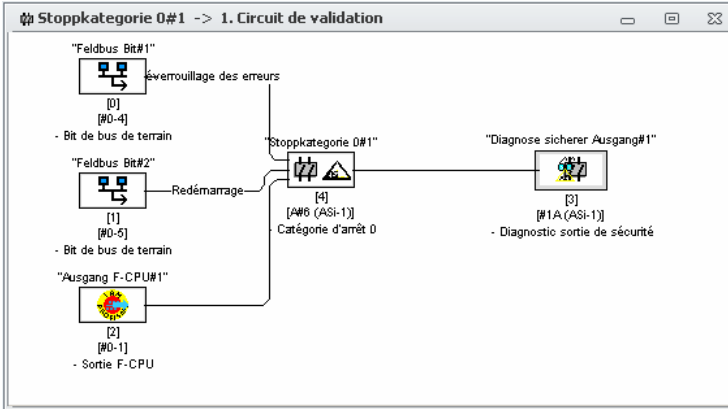 Stoppkategorie 0#1 -> 1. Circuit de validation
"Feldbus Bit#1"
éverrouillage des erreurs
[0]
[#0-4]
- Bit de bus de terrain
"Feldbus Bit#2"
Redémarrage
[1]
[#0-5]
- Bit de bus de terrain
"Ausgang F-CPU#1"
[2]
[#0-1]
- Sortie F-CPU
"Stoppkategorie 0#1"
[4]
[A#6 (ASi-1)]
- Catégorie d'arrêt 0
"Diagnose sicherer Ausgang#1"
[3]
[#1A (ASi-1)]
- Diagnostic sortie de sécurité